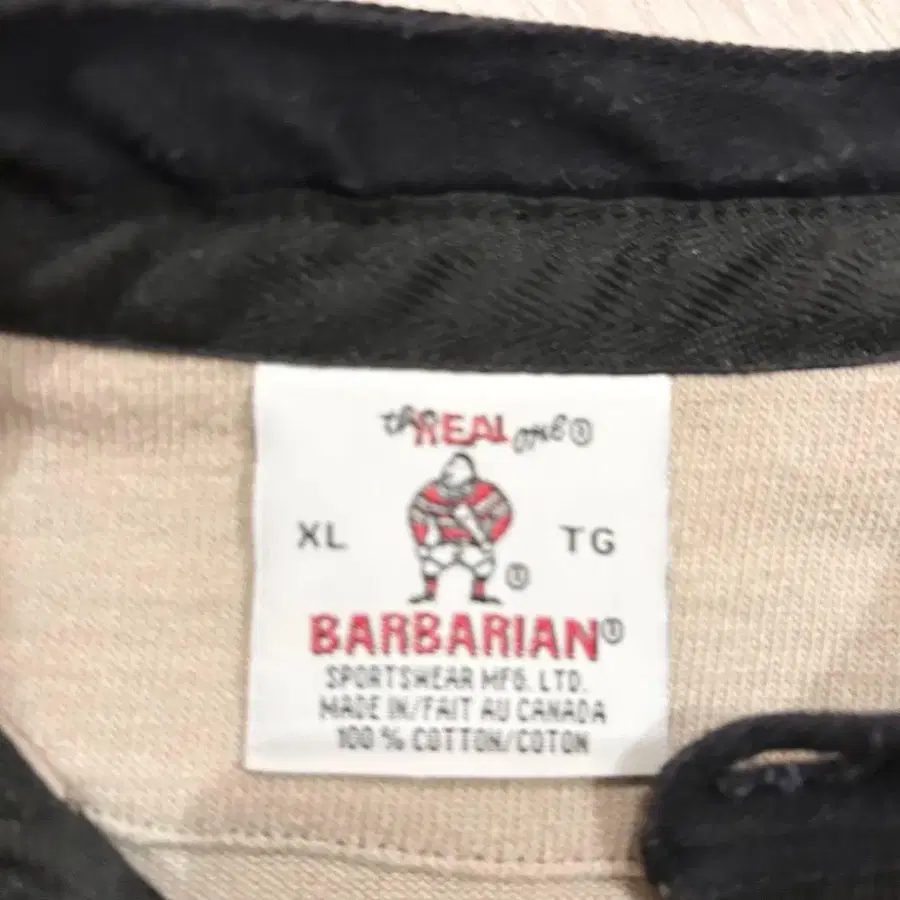 the REAL one®
XL TG
BARBARIAN
SPORTSWEAR MFG. LTD.
MADE IN/FAIT AU CANADA
100 % COTTON/COTON